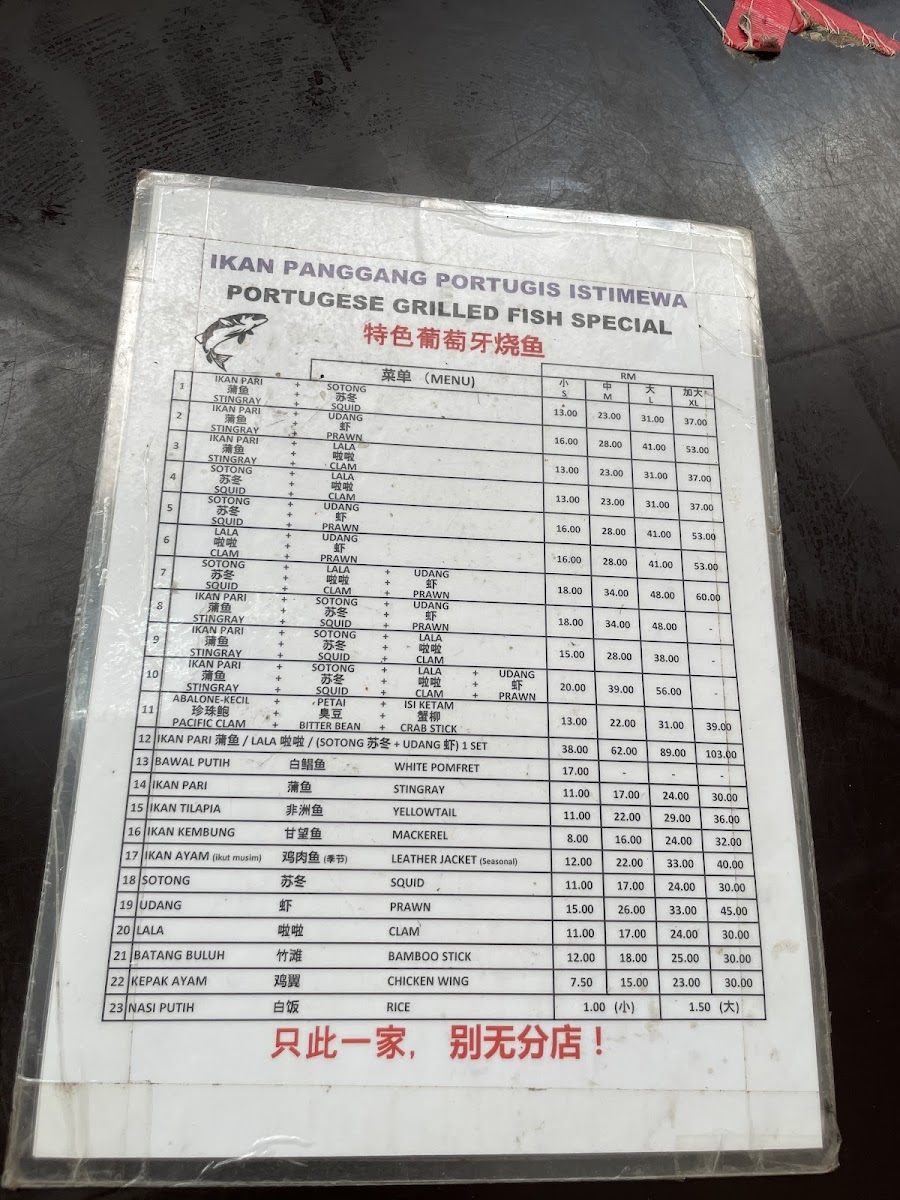 IKAN PANGGANG PORTUGIS ISTIMEWA
PORTUGESE GRILLED FISH SPECIAL
特色葡萄牙烧鱼
菜单 (MENU) RM
小 中 大 加大
S M L XL
1 IKAN PARI + SOTONG
蒲鱼 + 苏冬
STINGRAY + SQUID
13.00 23.00 31.00 37.00
2 IKAN PARI + UDANG
蒲鱼 + 虾
STINGRAY + PRAWN
16.00 28.00 41.00 53.00
3 IKAN PARI + LALA
蒲鱼 + 啦啦
STINGRAY + CLAM
13.00 23.00 31.00 37.00
4 SOTONG + LALA
苏冬 + 啦啦
SQUID + CLAM
13.00 23.00 31.00 37.00
5 SOTONG + UDANG
苏冬 + 虾
SQUID + PRAWN
16.00 28.00 41.00 53.00
6 LALA + UDANG
啦啦 + 虾
CLAM + PRAWN
16.00 28.00 41.00 53.00
7 SOTONG + LALA + UDANG
苏冬 + 啦啦 + 虾
SQUID + CLAM + PRAWN
18.00 34.00 48.00 60.00
8 IKAN PARI + SOTONG + UDANG
蒲鱼 + 苏冬 + 虾
STINGRAY + SQUID + PRAWN
18.00 34.00 48.00 -
9 IKAN PARI + SOTONG + LALA
蒲鱼 + 苏冬 + 啦啦
STINGRAY + SQUID + CLAM
15.00 28.00 38.00 -
10 IKAN PARI + SOTONG + LALA + UDANG
蒲鱼 + 苏冬 + 啦啦 + 虾
STINGRAY + SQUID + CLAM + PRAWN
20.00 39.00 56.00 -
11 ABALONE-KECIL + PETAI + ISI KETAM
珍珠鲍 + 臭豆 + 蟹柳
PACIFIC CLAM + BITTER BEAN + CRAB STICK
13.00 22.00 31.00 39.00
12 IKAN PARI 蒲鱼 / LALA 啦啦 / (SOTONG 苏冬 + UDANG 虾) 1 SET 38.00 62.00 89.00 103.00
13 BAWAL PUTIH 白鲳鱼 WHITE POMFRET 17.00 - - -
14 IKAN PARI 蒲鱼 STINGRAY 11.00 17.00 24.00 30.00
15 IKAN TILAPIA 非洲鱼 YELLOWTAIL 11.00 22.00 29.00 36.00
16 IKAN KEMBUNG 甘望鱼 MACKEREL 8.00 16.00 24.00 32.00
17 IKAN AYAM (ikut musim) 鸡肉鱼 (季节) LEATHER JACKET (Seasonal) 12.00 22.00 33.00 40.00
18 SOTONG 苏冬 SQUID 11.00 17.00 24.00 30.00
19 UDANG 虾 PRAWN 15.00 26.00 33.00 45.00
20 LALA 啦啦 CLAM 11.00 17.00 24.00 30.00
21 BATANG BULUH 竹滩 BAMBOO STICK 12.00 18.00 25.00 30.00
22 KEPAK AYAM 鸡翼 CHICKEN WING 7.50 15.00 23.00 30.00
23 NASI PUTIH 白饭 RICE 1.00 (小) 1.50 (大)
只此一家, 别无分店!